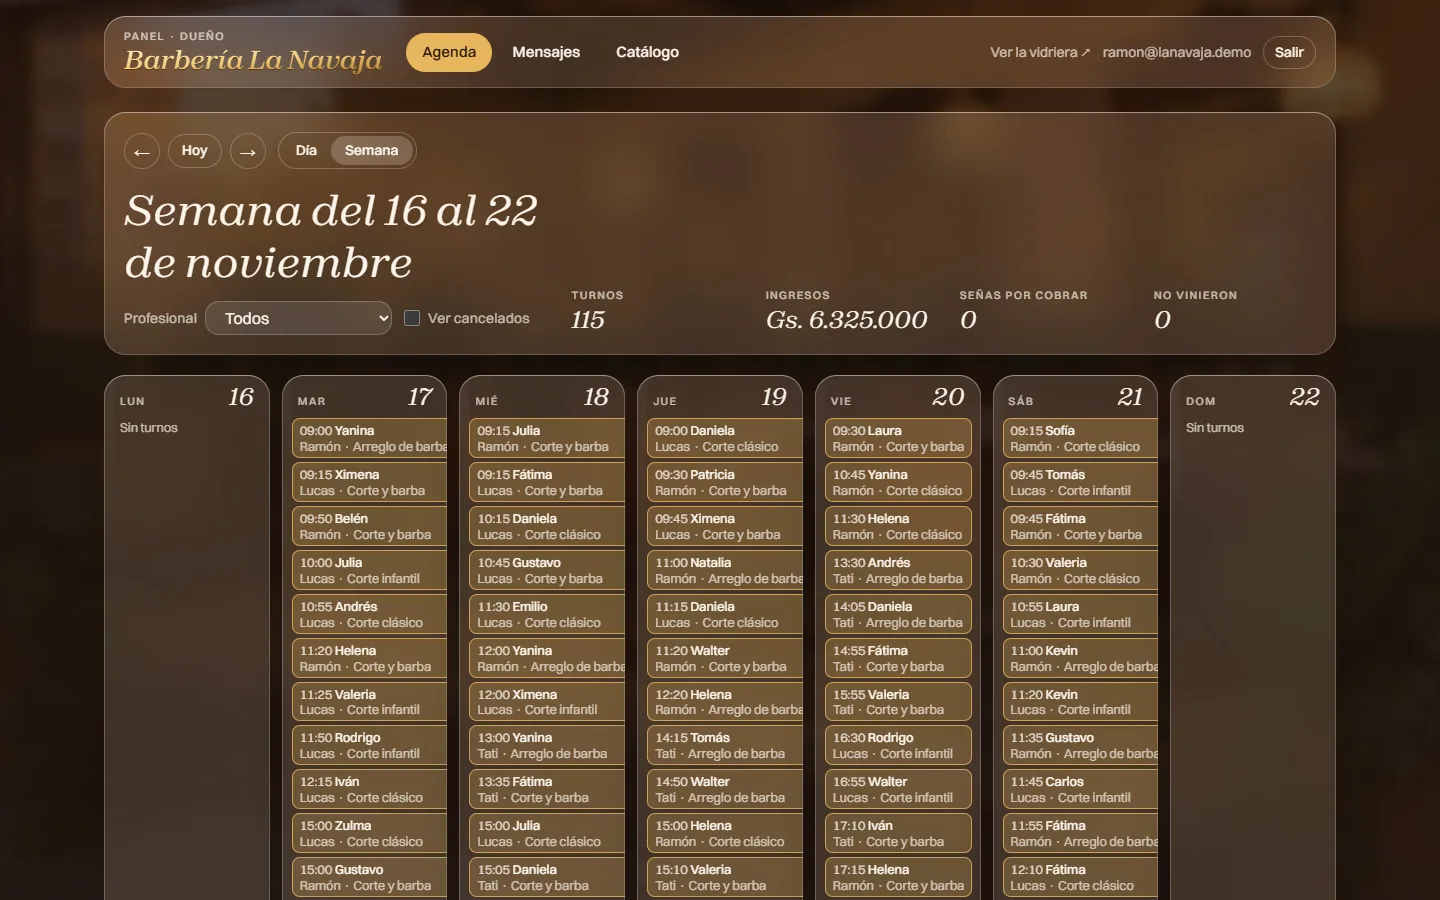 PANEL · DUEÑO
Barbería La Navaja
Agenda
Mensajes
Catálogo
Ver la vidriera ↗
ramon@lanavaja.demo
Salir
←
Hoy
→
Día
Semana
Semana del 16 al 22
de noviembre
Profesional
Todos
Ver cancelados
TURNOS
115
INGRESOS
Gs. 6.325.000
SEÑAS POR COBRAR
0
NO VINIERON
0
LUN 16
Sin turnos
MAR 17
09:00 Yanina
Ramón · Arreglo de barba
09:15 Ximena
Lucas · Corte y barba
09:50 Belén
Ramón · Corte y barba
10:00 Julia
Lucas · Corte infantil
10:55 Andrés
Lucas · Corte clásico
11:20 Helena
Ramón · Corte y barba
11:25 Valeria
Lucas · Corte infantil
11:50 Rodrigo
Lucas · Corte infantil
12:15 Iván
Lucas · Corte clásico
15:00 Zulma
Lucas · Corte clásico
15:00 Gustavo
Ramón · Corte y barba
MIÉ 18
09:15 Julia
Ramón · Corte y barba
09:15 Fátima
Lucas · Corte y barba
10:15 Daniela
Lucas · Corte clásico
10:45 Gustavo
Lucas · Corte y barba
11:30 Emilio
Lucas · Corte clásico
12:00 Yanina
Ramón · Arreglo de barba
12:00 Ximena
Lucas · Corte infantil
13:00 Yanina
Tati · Arreglo de barba
13:35 Fátima
Tati · Corte y barba
15:00 Julia
Lucas · Corte clásico
15:05 Daniela
Tati · Corte y barba
JUE 19
09:00 Daniela
Lucas · Corte clásico
09:30 Patricia
Ramón · Corte y barba
09:45 Ximena
Lucas · Corte y barba
11:00 Natalia
Ramón · Arreglo de barba
11:15 Daniela
Lucas · Corte clásico
11:20 Walter
Ramón · Corte y barba
12:20 Helena
Ramón · Arreglo de barba
14:15 Tomás
Tati · Arreglo de barba
14:50 Walter
Tati · Arreglo de barba
15:00 Helena
Ramón · Corte clásico
15:10 Valeria
Tati · Corte y barba
VIE 20
09:30 Laura
Ramón · Corte y barba
10:45 Yanina
Ramón · Corte clásico
11:30 Helena
Ramón · Corte clásico
13:30 Andrés
Tati · Arreglo de barba
14:05 Daniela
Tati · Arreglo de barba
14:55 Fátima
Tati · Corte y barba
15:55 Valeria
Tati · Corte y barba
16:30 Rodrigo
Lucas · Corte infantil
16:55 Walter
Lucas · Corte infantil
17:10 Iván
Tati · Corte y barba
17:15 Helena
Ramón · Corte y barba
SÁB 21
09:15 Sofía
Ramón · Corte clásico
09:45 Tomás
Lucas · Corte infantil
09:45 Fátima
Ramón · Corte y barba
10:30 Valeria
Ramón · Corte clásico
10:55 Laura
Lucas · Corte infantil
11:00 Kevin
Ramón · Arreglo de barba
11:20 Kevin
Lucas · Corte infantil
11:35 Gustavo
Ramón · Arreglo de barba
11:45 Carlos
Lucas · Corte infantil
11:55 Fátima
Ramón · Arreglo de barba
12:10 Fátima
Lucas · Corte clásico
DOM 22
Sin turnos